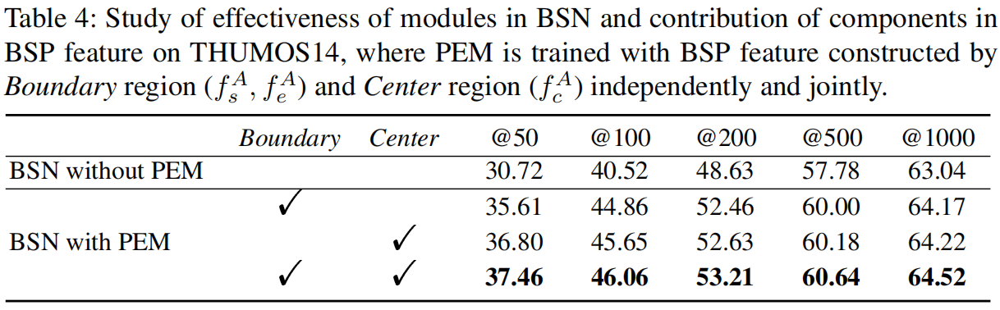 Table 4: Study of effectiveness of modules in BSN and contribution of components in
BSP feature on THUMOS14, where PEM is trained with BSP feature constructed by
Boundary region (f_s^A, f_e^A) and Center region (f_c^A) independently and jointly.
Boundary Center @50 @100 @200 @500 @1000
BSN without PEM 30.72 40.52 48.63 57.78 63.04
✓ 35.61 44.86 52.46 60.00 64.17
BSN with PEM ✓ 36.80 45.65 52.63 60.18 64.22
✓ ✓ 37.46 46.06 53.21 60.64 64.52